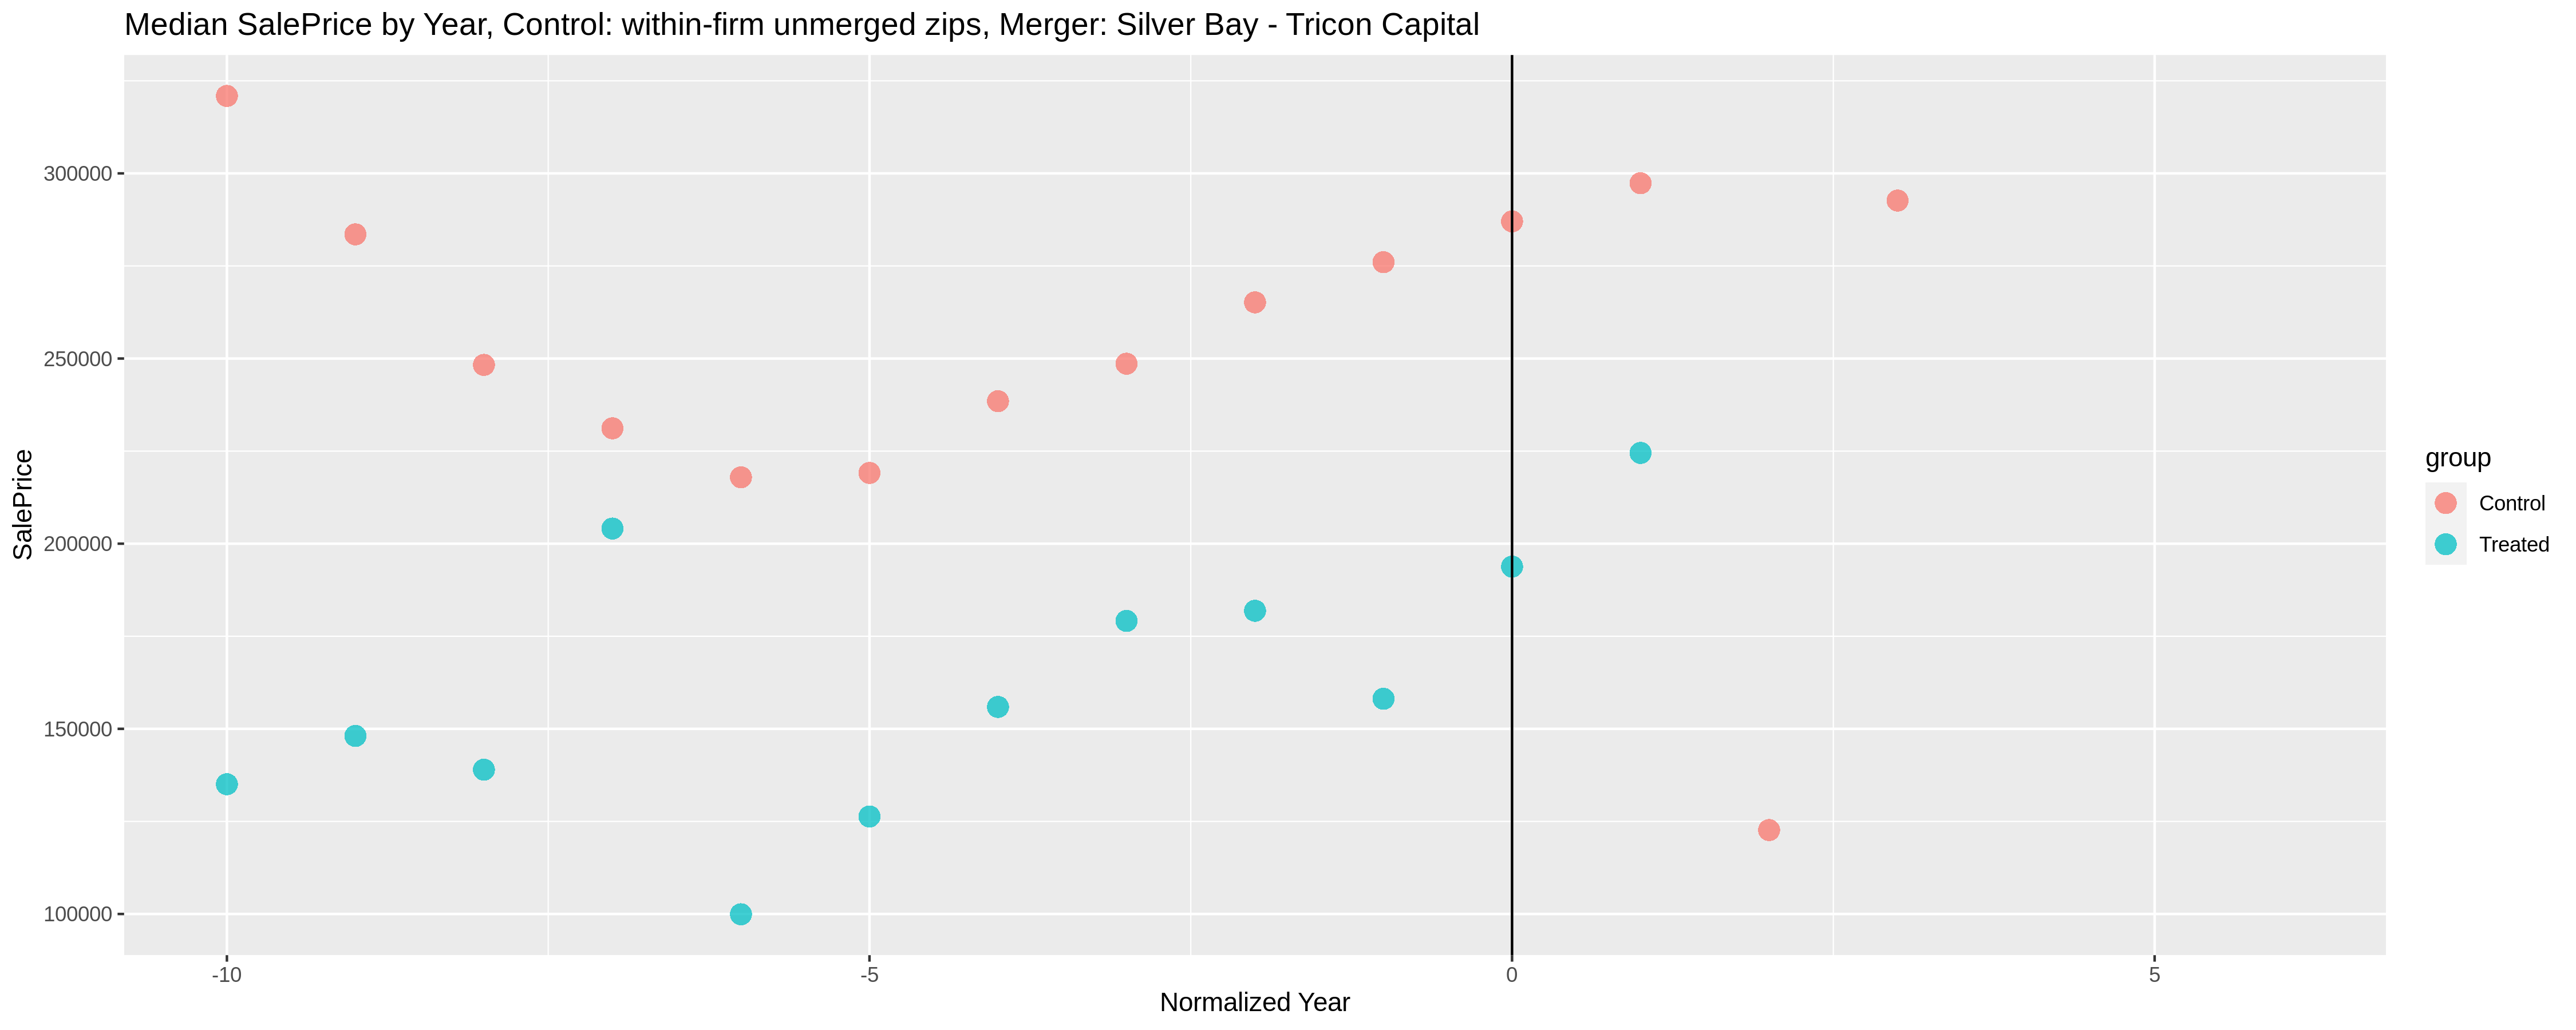 Median SalePrice by Year, Control: within-firm unmerged zips, Merger: Silver Bay - Tricon Capital
300000
250000
200000
150000
100000
SalePrice
-10
-5
0
5
Normalized Year
group
Control
Treated